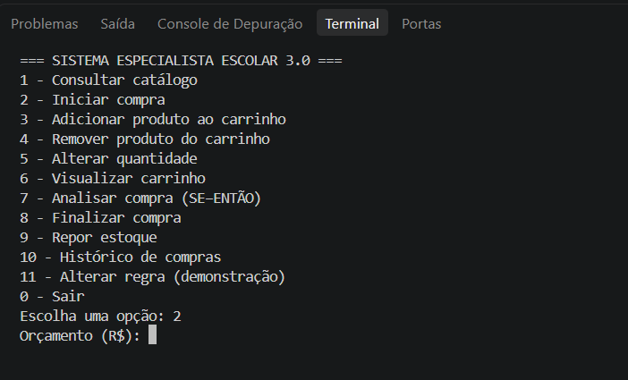 Problemas Saída Console de Depuração Terminal Portas
=== SISTEMA ESPECIALISTA ESCOLAR 3.0 ===
1 - Consultar catálogo
2 - Iniciar compra
3 - Adicionar produto ao carrinho
4 - Remover produto do carrinho
5 - Alterar quantidade
6 - Visualizar carrinho
7 - Analisar compra (SE–ENTÃO)
8 - Finalizar compra
9 - Repor estoque
10 - Histórico de compras
11 - Alterar regra (demonstração)
0 - Sair
Escolha uma opção: 2
Orçamento (R$):